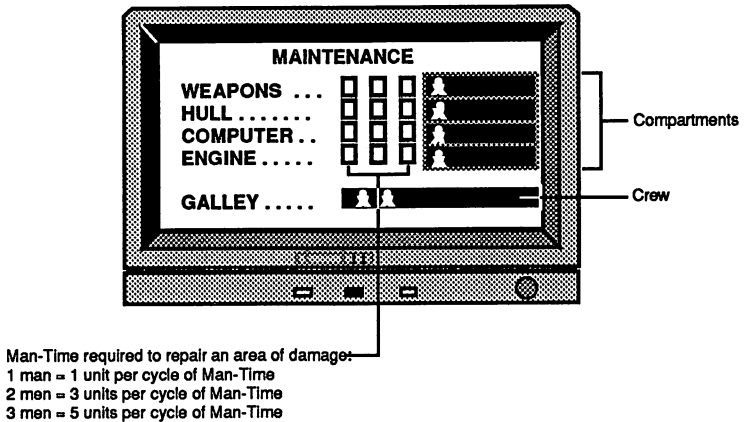 MAINTENANCE
WEAPONS ...
HULL .......
COMPUTER ..
ENGINE .....
GALLEY .....
Compartments
Crew
Man-Time required to repair an area of damage:
1 man = 1 unit per cycle of Man-Time
2 men = 3 units per cycle of Man-Time
3 men = 5 units per cycle of Man-Time